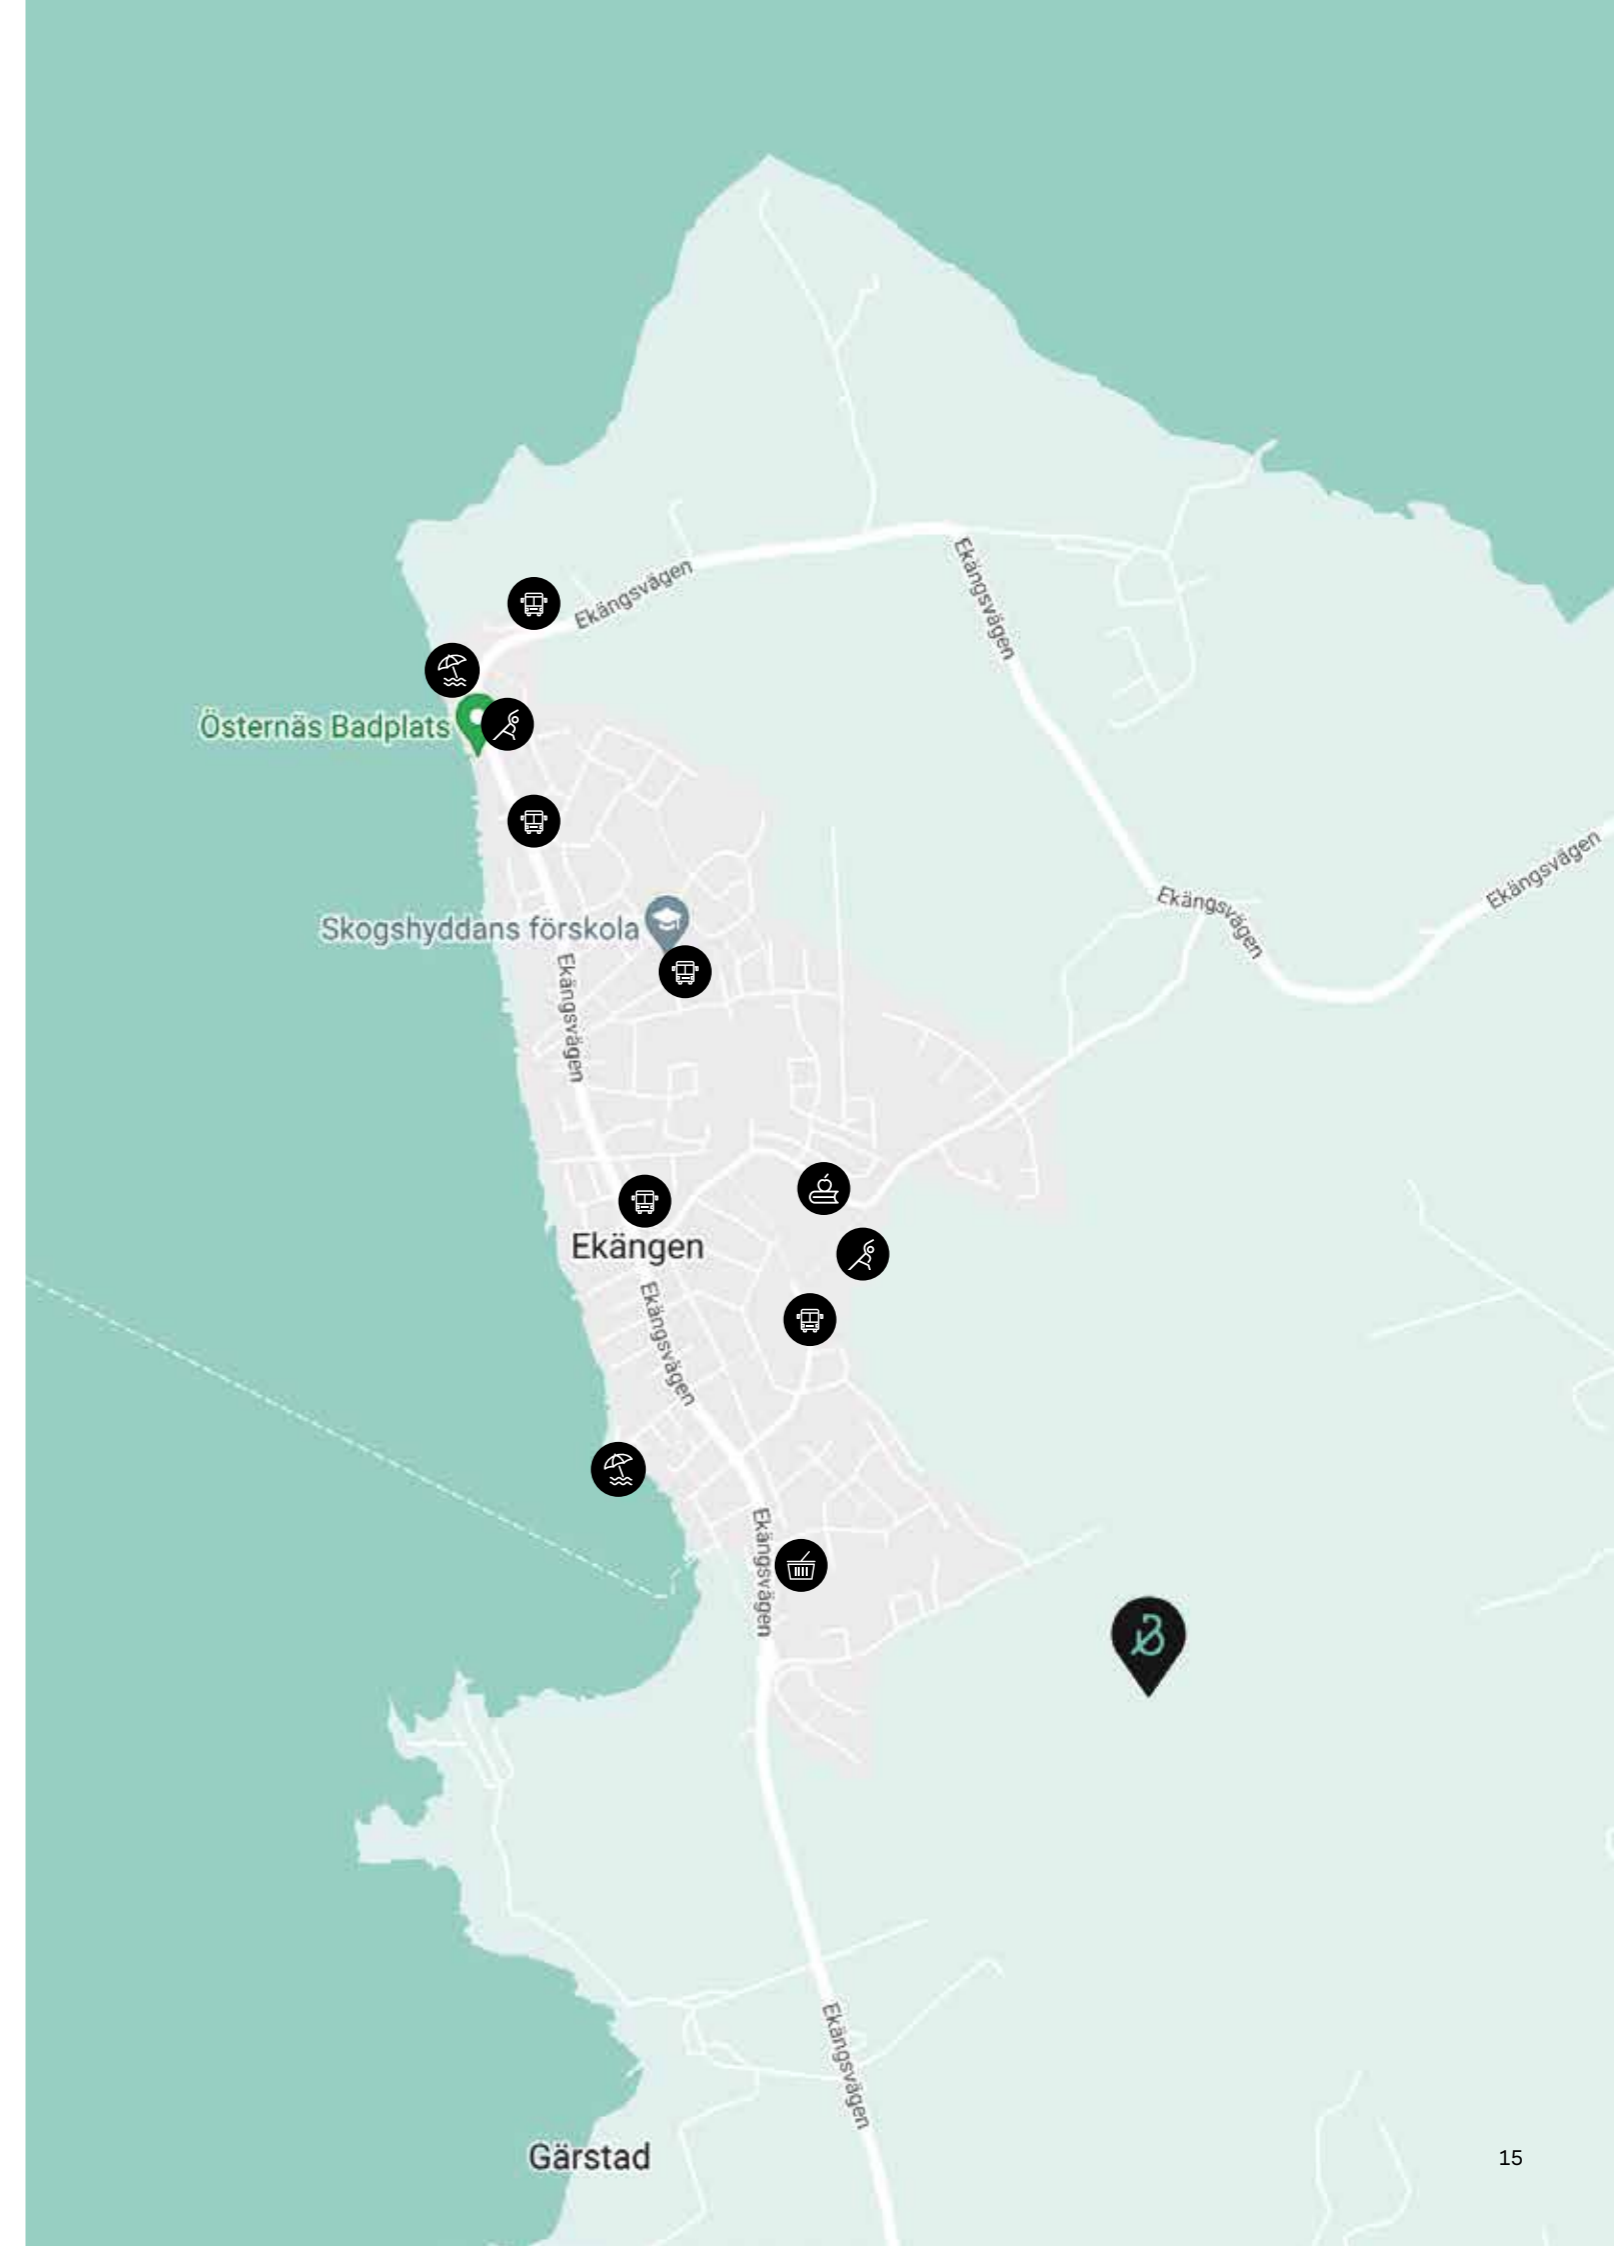 Ekängsvägen
Ekängsvägen
Östernäs Badplats
Ekängsvägen
Ekängsvägen
Skogshyddans förskola
Ekängsvägen
Ekängen
Ekängsvägen
Ekängsvägen
Ekängsvägen
Gärstad
15